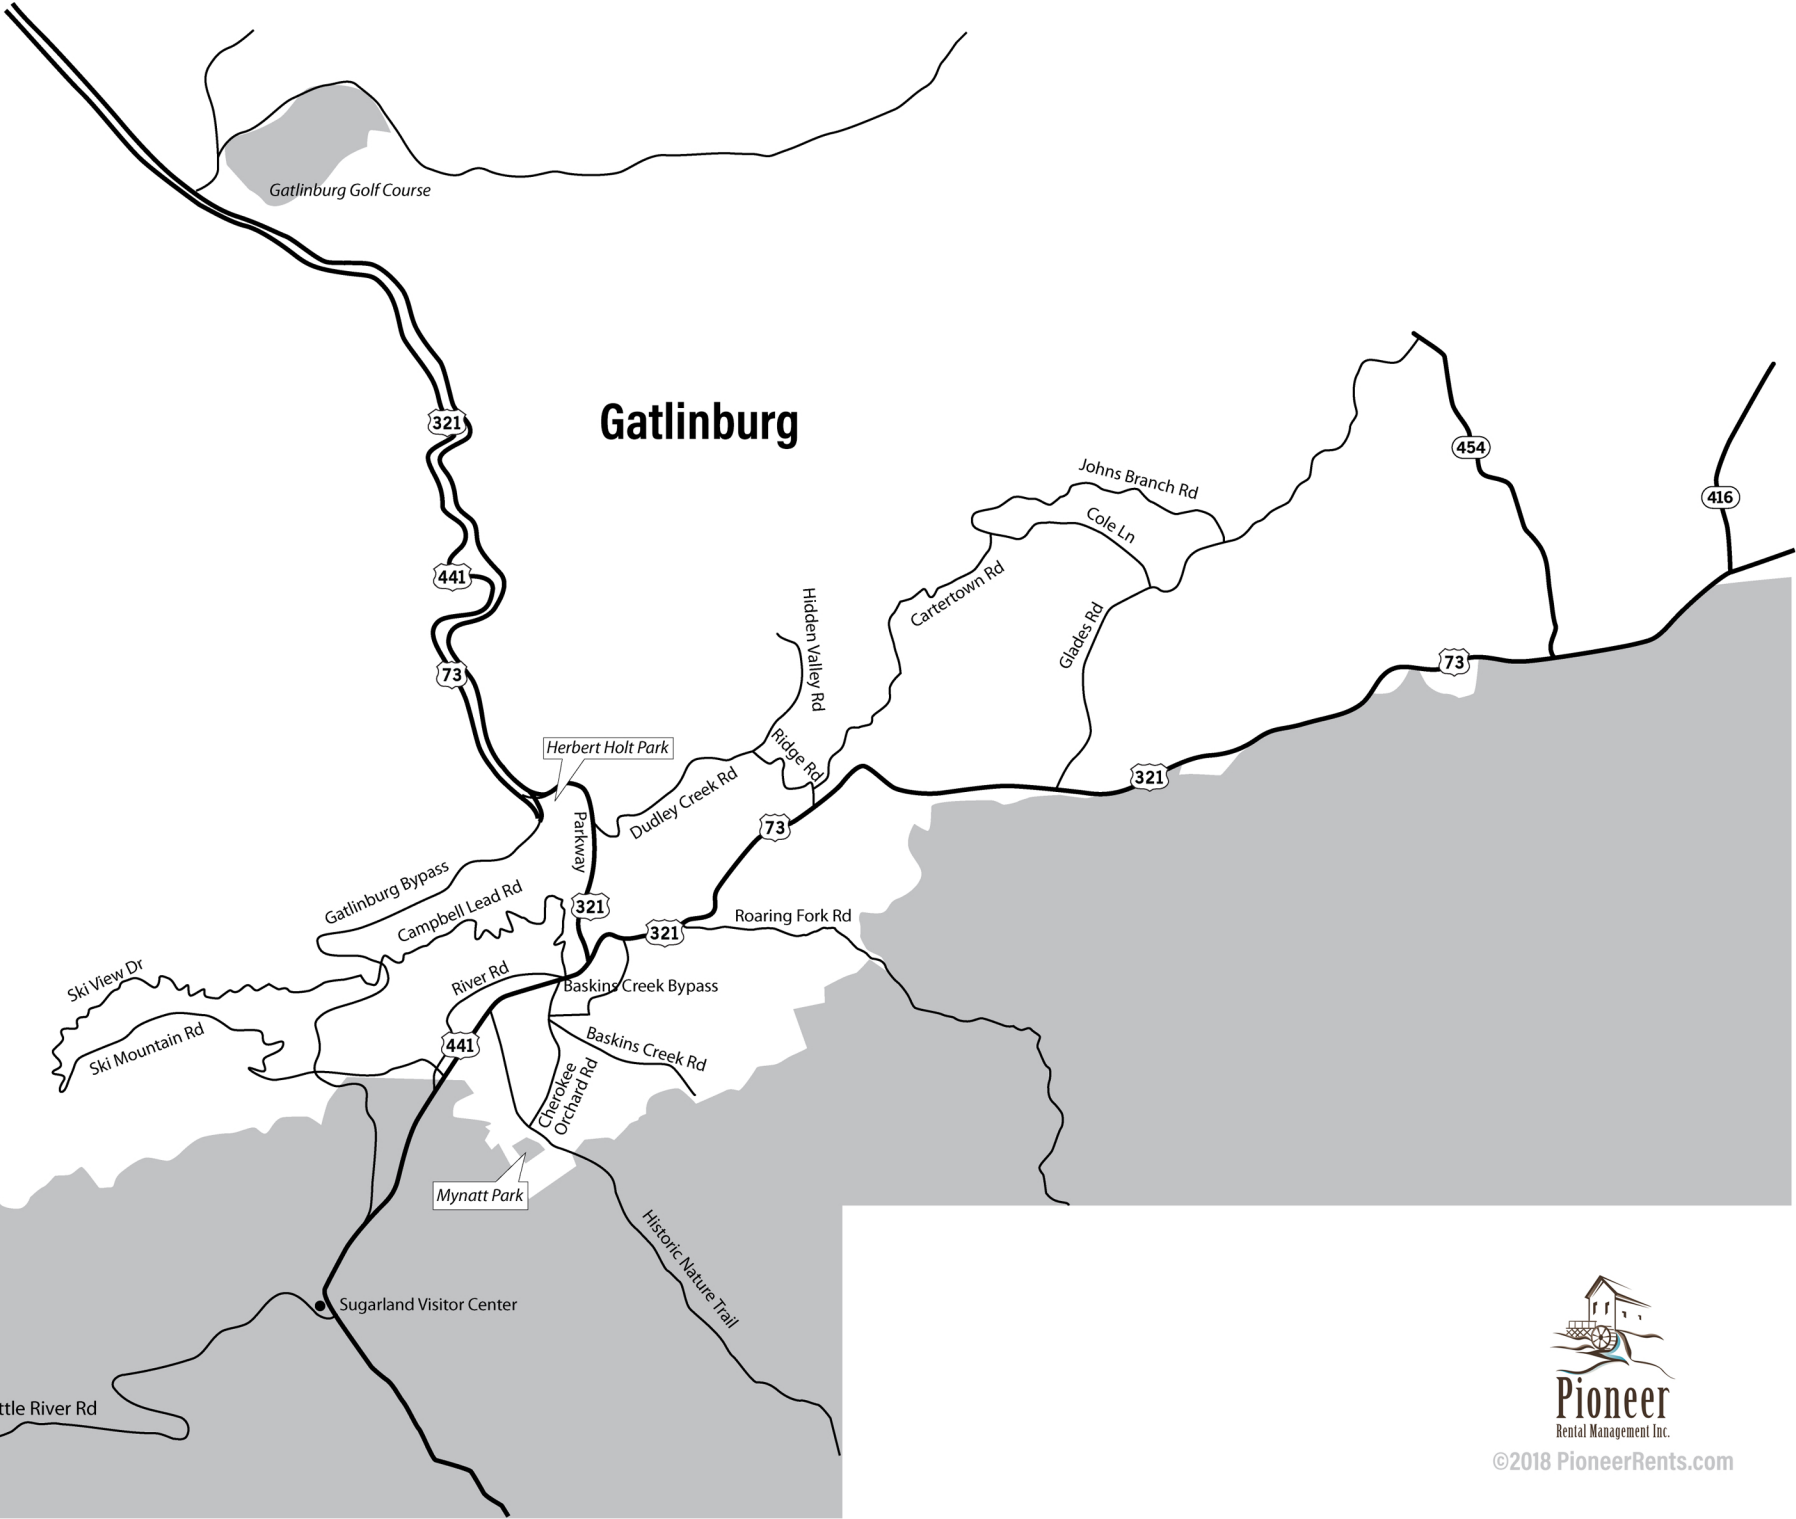 Gatlinburg Golf Course
321
Gatlinburg
454
Johns Branch Rd
416
Cole Ln
441
Cartertown Rd
Hidden Valley Rd
Glades Rd
73
73
Herbert Holt Park
Ridge Rd
321
Dudley Creek Rd
Parkway
73
Gatlinburg Bypass
Campbell Lead Rd
321
Roaring Fork Rd
321
Ski View Dr
River Rd
Baskins Creek Bypass
Ski Mountain Rd
441
Baskins Creek Rd
Cherokee
Orchard Rd
Mynatt Park
Historic Nature Trail
Sugarland Visitor Center
ttle River Rd
Pioneer
Rental Management Inc.
©2018 PioneerRents.com